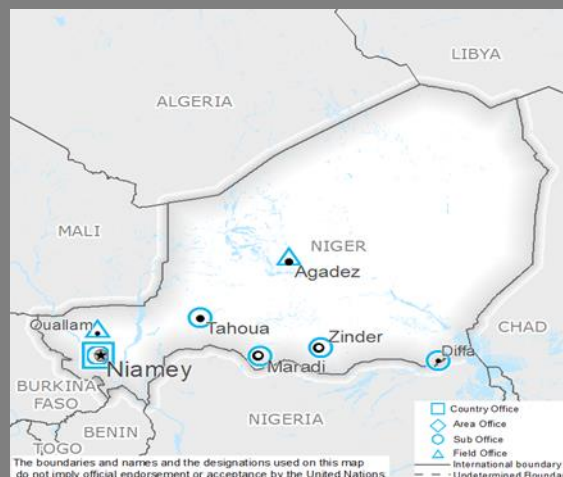 LIBYA
ALGERIA
MALI
NIGER
Agadez
CHAD
Ouallam
Tahoua
Zinder
Diffa
Niamey
Maradi
BURKINA
FASO
NIGERIA
BENIN
TOGO
Country Office
Area Office
Sub Office
Field Office
International boundary
Undetermined Boundar
The boundaries and names and the designations used on this map
do not imply official endorsement or acceptance by the United Nations